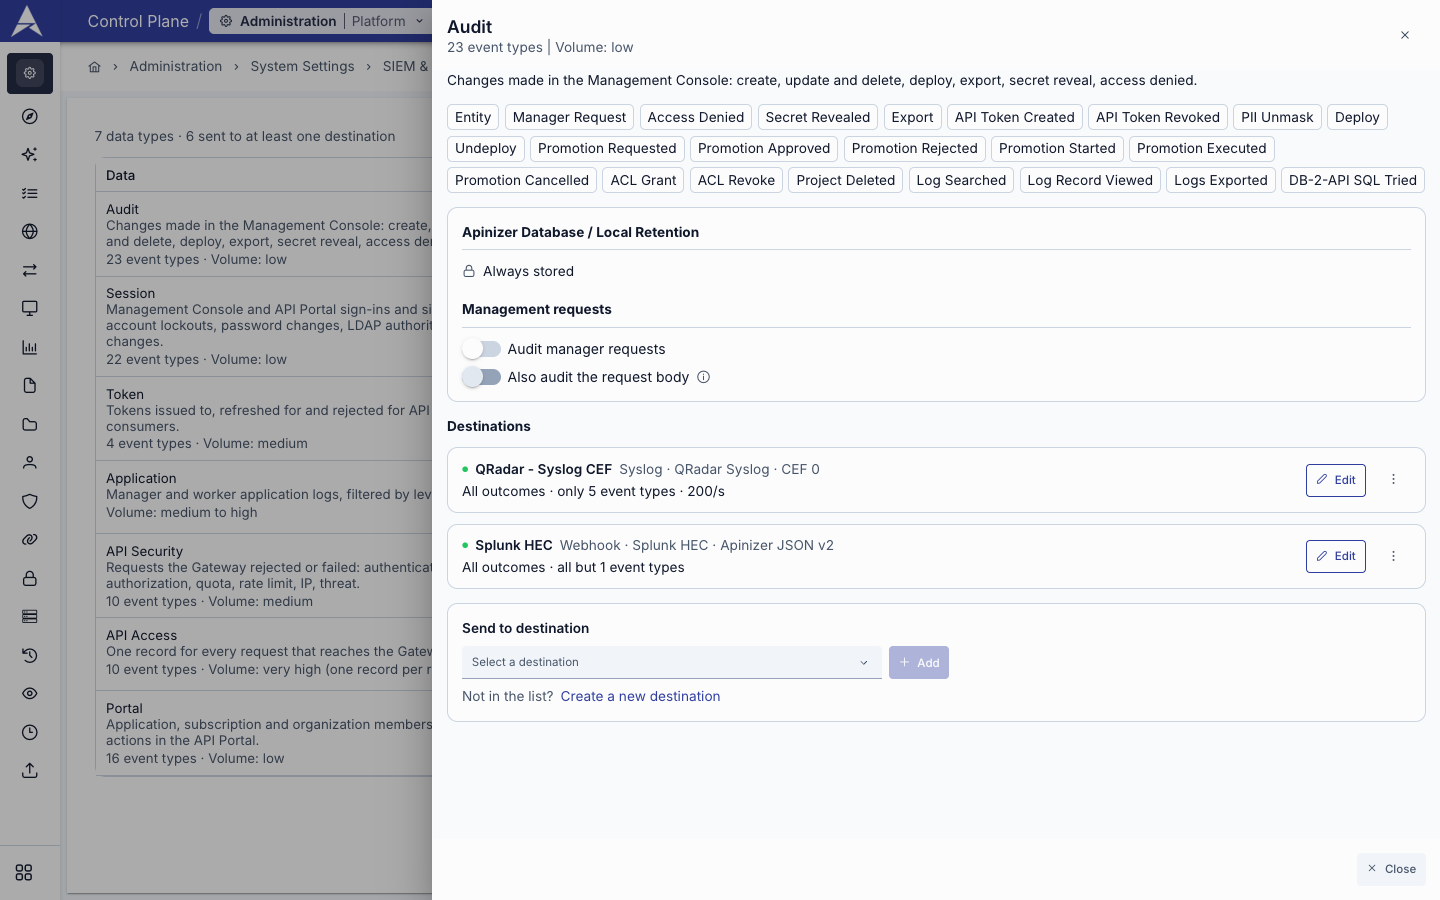 Control Plane / Administration | Platform
Administration > System Settings > SIEM &
7 data types · 6 sent to at least one destination
Data
Audit
Changes made in the Management Console: create,
and delete, deploy, export, secret reveal, access
23 event types · Volume: low
Session
Management Console and API Portal sign-ins and
account lockouts, password changes, LDAP
changes.
22 event types · Volume: low
Token
Tokens issued to, refreshed for and rejected for API
consumers.
4 event types · Volume: medium
Application
Manager and worker application logs, filtered by
Volume: medium to high
API Security
Requests the Gateway rejected or failed:
authorization, quota, rate limit, IP, threat.
10 event types · Volume: medium
API Access
One record for every request that reaches the
10 event types · Volume: very high (one record per
Portal
Application, subscription and organization
actions in the API Portal.
16 event types · Volume: low
Audit
23 event types | Volume: low
Changes made in the Management Console: create, update and delete, deploy, export, secret reveal, access denied.
Entity Manager Request Access Denied Secret Revealed Export API Token Created API Token Revoked PII Unmask Deploy
Undeploy Promotion Requested Promotion Approved Promotion Rejected Promotion Started Promotion Executed
Promotion Cancelled ACL Grant ACL Revoke Project Deleted Log Searched Log Record Viewed Logs Exported DB-2-API SQL Tried
Apinizer Database / Local Retention
Always stored
Management requests
Audit manager requests
Also audit the request body
Destinations
QRadar - Syslog CEF Syslog · QRadar Syslog · CEF 0
All outcomes · only 5 event types · 200/s
Edit
Splunk HEC Webhook · Splunk HEC · Apinizer JSON v2
All outcomes · all but 1 event types
Edit
Send to destination
Select a destination
Add
Not in the list? Create a new destination
Close